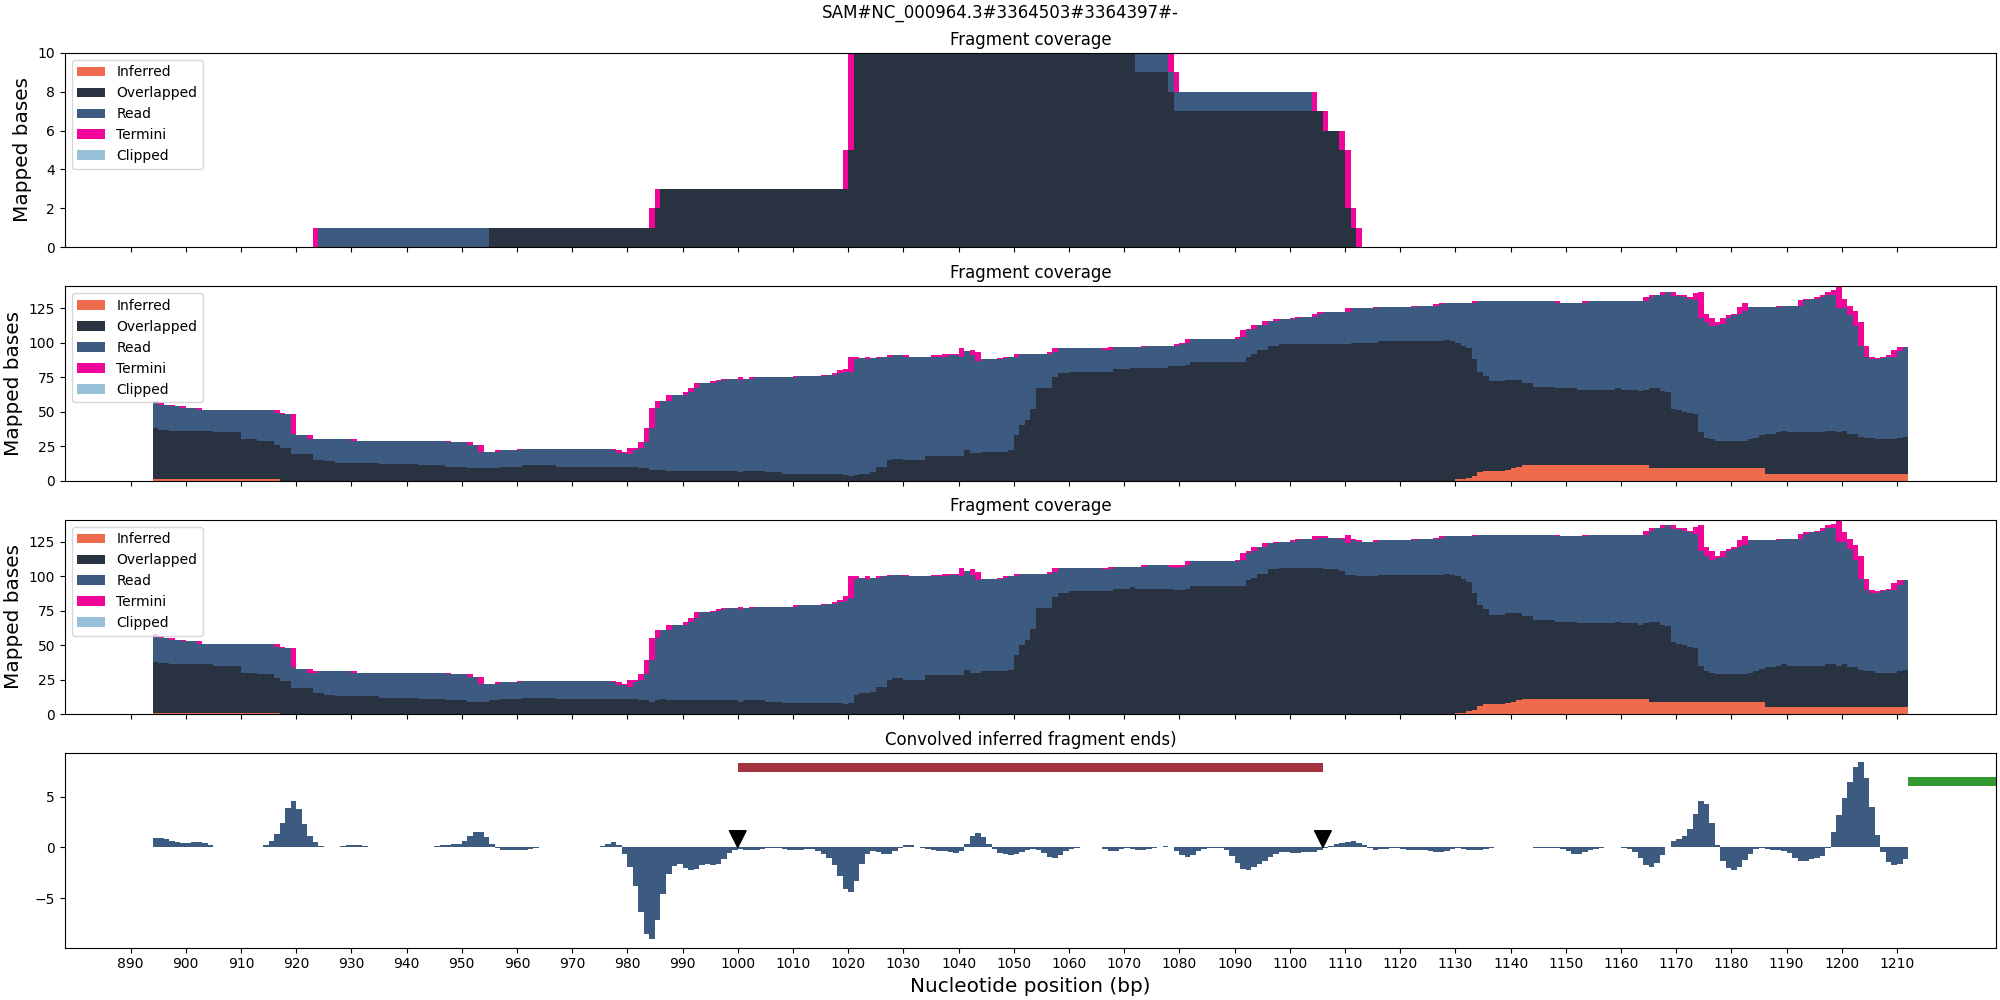 SAM#NC_000964.3#3364503#3364397#-
Fragment coverage
Mapped bases
10
8
6
4
2
0
Inferred
Overlapped
Read
Termini
Clipped
Fragment coverage
Mapped bases
125
100
75
50
25
0
Inferred
Overlapped
Read
Termini
Clipped
Fragment coverage
Mapped bases
125
100
75
50
25
0
Inferred
Overlapped
Read
Termini
Clipped
Convolved inferred fragment ends)
5
0
−5
890 900 910 920 930 940 950 960 970 980 990 1000 1010 1020 1030 1040 1050 1060 1070 1080 1090 1100 1110 1120 1130 1140 1150 1160 1170 1180 1190 1200 1210
Nucleotide position (bp)